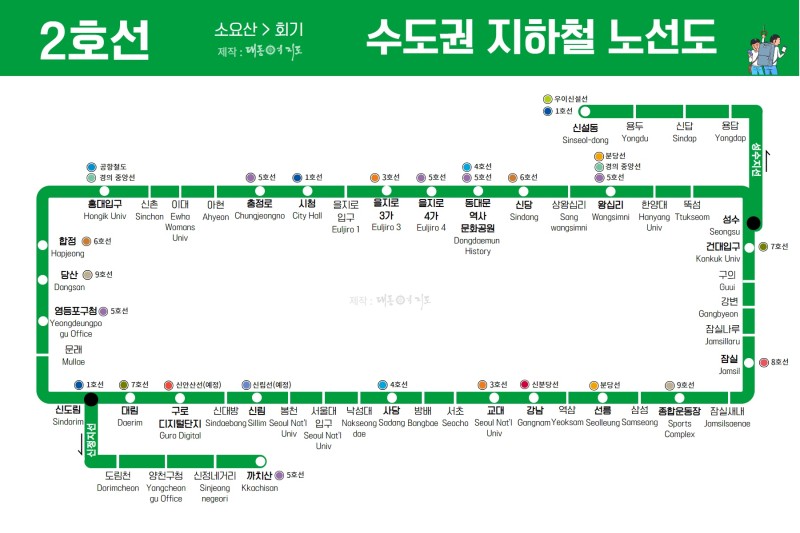 2호선
소요산 > 회기
제작 : 대동여지도
수도권 지하철 노선도
우이신설선
1호선
신설동
Sinseol-dong
용두
Yongdu
신답
Sindap
용답
Yongdap
성수지선
공항철도
경의 중앙선
홍대입구
Hongik Univ
신촌
Sinchon
이대
Ewha
Womans
Univ
아현
Ahyeon
5호선
충정로
Chungjeongno
1호선
시청
City Hall
을지로
입구
Euljiro 1
3호선
을지로
3가
Euljiro 3
5호선
을지로
4가
Euljiro 4
4호선
5호선
동대문
역사
문화공원
Dongdaemun
History
6호선
신당
Sindang
상왕십리
Sang
wangsimni
분당선
경의 중앙선
5호선
왕십리
Wangsimni
한양대
Hanyang
Univ
뚝섬
Ttukseom
성수
Seongsu
건대입구
Konkuk Univ
7호선
구의
Guui
강변
Gangbyeon
잠실나루
Jamsillaru
잠실
Jamsil
8호선
합정
Hapjeong
6호선
당산
Dangsan
9호선
영등포구청
Yeongdeungpo
gu Office
5호선
문래
Mullae
제작 : 대동여지도
1호선
신도림
Sindarim
7호선
대림
Daerim
신안산선(예정)
구로
디지털단지
Guro Digital
신대방
Sindaebang
신림선(예정)
신림
Sillim
봉천
Seoul Nat'l
Univ
서울대
입구
Seoul Nat'l
Univ
낙성대
Nakseong
dae
4호선
사당
Sadang
방배
Bangbae
서초
Seocho
3호선
교대
Seoul Nat'l
Univ
신분당선
강남
Gangnam
역삼
Yeoksam
분당선
선릉
Seolleung
삼성
Samseong
9호선
종합운동장
Sports
Complex
잠실새내
Jamsilsaenae
신정지선
도림천
Dorimcheon
양천구청
Yangcheon
gu Office
신정네거리
Sinjeong
negeori
까치산
Kkachisan
5호선